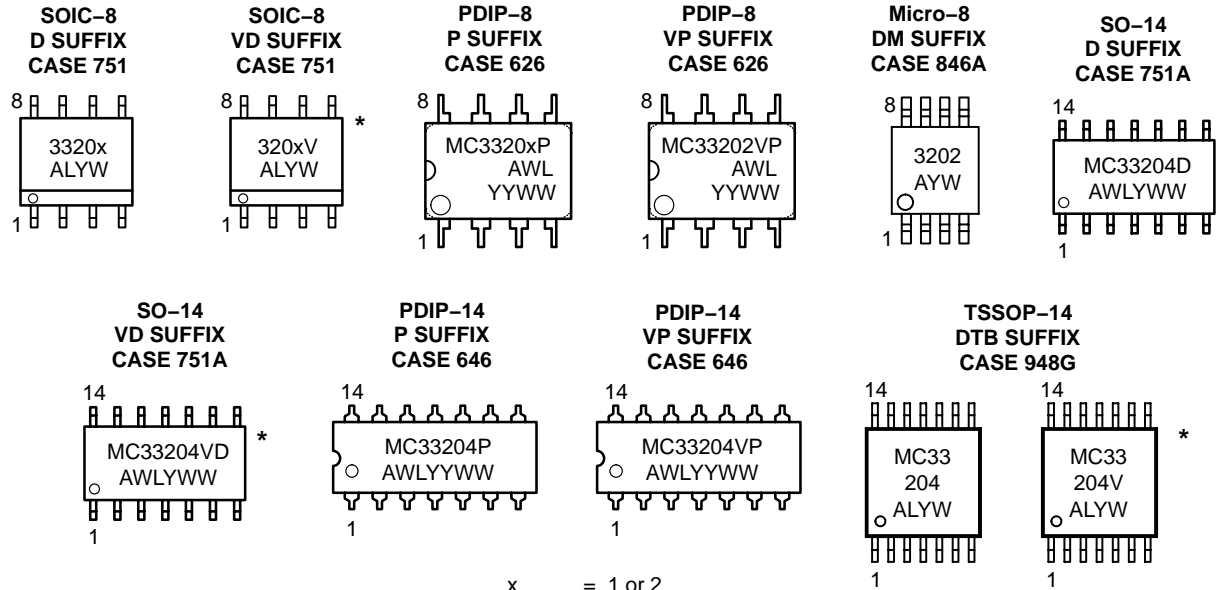 SOIC–8
D SUFFIX
CASE 751
8
3320x
ALYW
1
SOIC–8
VD SUFFIX
CASE 751
8
320xV
ALYW
*
1
PDIP–8
P SUFFIX
CASE 626
8
MC3320xP
AWL
YYWW
1
PDIP–8
VP SUFFIX
CASE 626
8
MC33202VP
AWL
YYWW
1
Micro–8
DM SUFFIX
CASE 846A
8
3202
AYW
1
SO–14
D SUFFIX
CASE 751A
14
MC33204D
AWLYWW
1
SO–14
VD SUFFIX
CASE 751A
14
MC33204VD
AWLYWW
*
1
PDIP–14
P SUFFIX
CASE 646
14
MC33204P
AWLYYWW
1
PDIP–14
VP SUFFIX
CASE 646
14
MC33204VP
AWLYYWW
1
TSSOP–14
DTB SUFFIX
CASE 948G
14
MC33
204
ALYW
1
14
MC33
204V
ALYW
*
1
x = 1 or 2